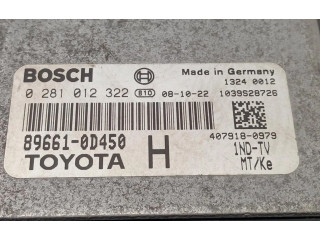 BOSCH Made in Germany
1324 0012
0 281 012 322 810 08-10-22 1039S28726
89661-0D450 407918-0979
TOYOTA H 1ND-TV
MT/Ke